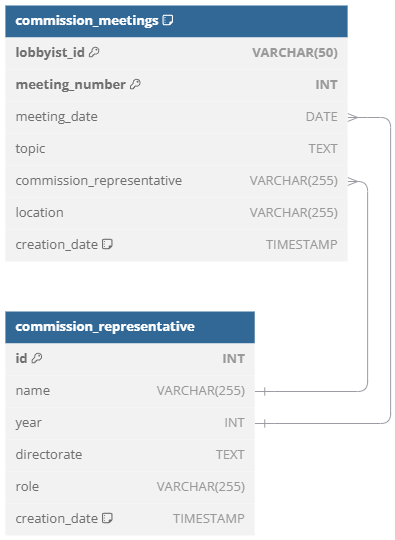 commission_meetings
lobbyist_id VARCHAR(50)
meeting_number INT
meeting_date DATE
topic TEXT
commission_representative VARCHAR(255)
location VARCHAR(255)
creation_date TIMESTAMP
commission_representative
id INT
name VARCHAR(255)
year INT
directorate TEXT
role VARCHAR(255)
creation_date TIMESTAMP